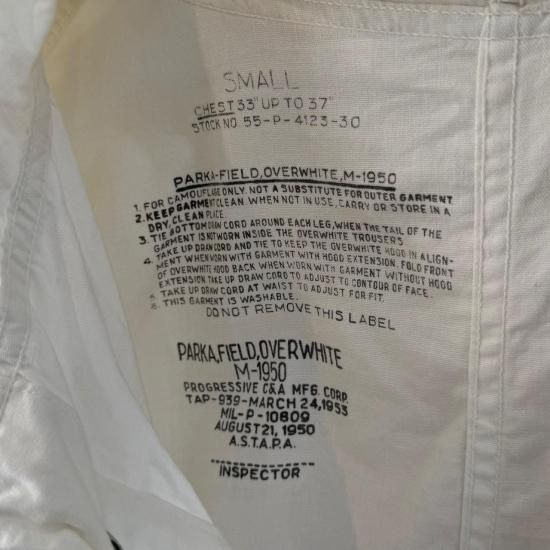 SMALL
CHEST 33" UP TO 37"
STOCK NO. 55-P-4123-30
PARKA-FIELD, OVERWHITE, M-1950
1. FOR CAMOUFLAGE ONLY. NOT A SUBSTITUTE FOR OUTER GARMENT
2. KEEP GARMENT CLEAN. WHEN NOT IN USE, CARRY OR STORE IN A
DRY, CLEAN PLACE.
3. TIE BOTTOM DRAW CORD AROUND EACH LEG, WHEN THE TAIL OF THE
GARMENT IS NOT WORN INSIDE THE OVERWHITE TROUSERS
4. TAKE UP DRAW CORD AND TIE TO KEEP THE OVERWHITE HOOD IN ALIGN-
MENT WHEN WORN WITH GARMENT WITH HOOD EXTENSION. FOLD FRONT
OF OVERWHITE HOOD BACK WHEN WORN WITH GARMENT WITHOUT HOOD
EXTENSION TAKE UP DRAW CORD TO ADJUST TO CONTOUR OF FACE.
5. TAKE UP DRAW CORD AT WAIST TO ADJUST FOR FIT.
6. THIS GARMENT IS WASHABLE.
DO NOT REMOVE THIS LABEL
PARKA, FIELD, OVERWHITE
M-1950
PROGRESSIVE C&A MFG. CORP.
TAP-939-MARCH 24, 1953
MIL-P-10809
AUGUST 21, 1950
A.S.T.A.P.A.
INSPECTOR